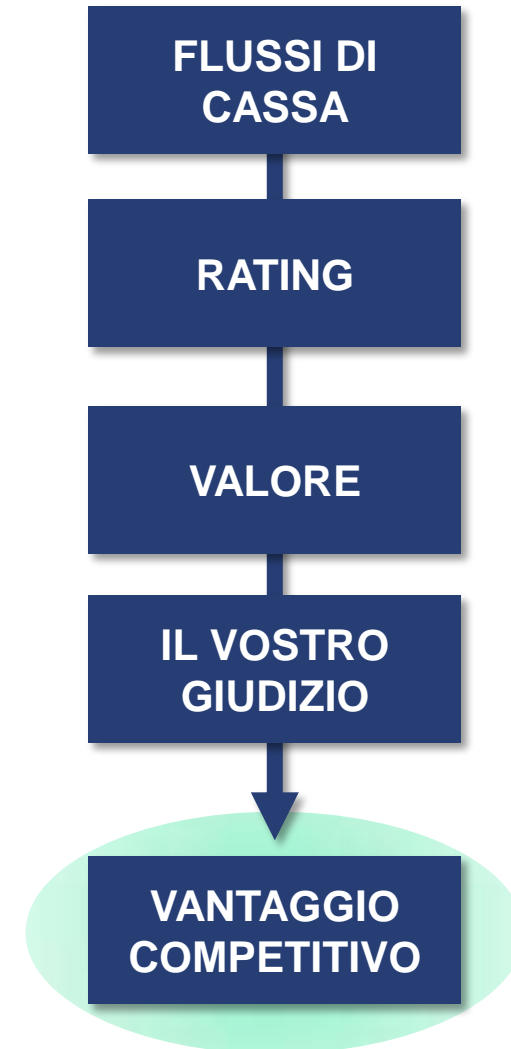 FLUSSI DI
CASSA
RATING
VALORE
IL VOSTRO
GIUDIZIO
VANTAGGIO
COMPETITIVO